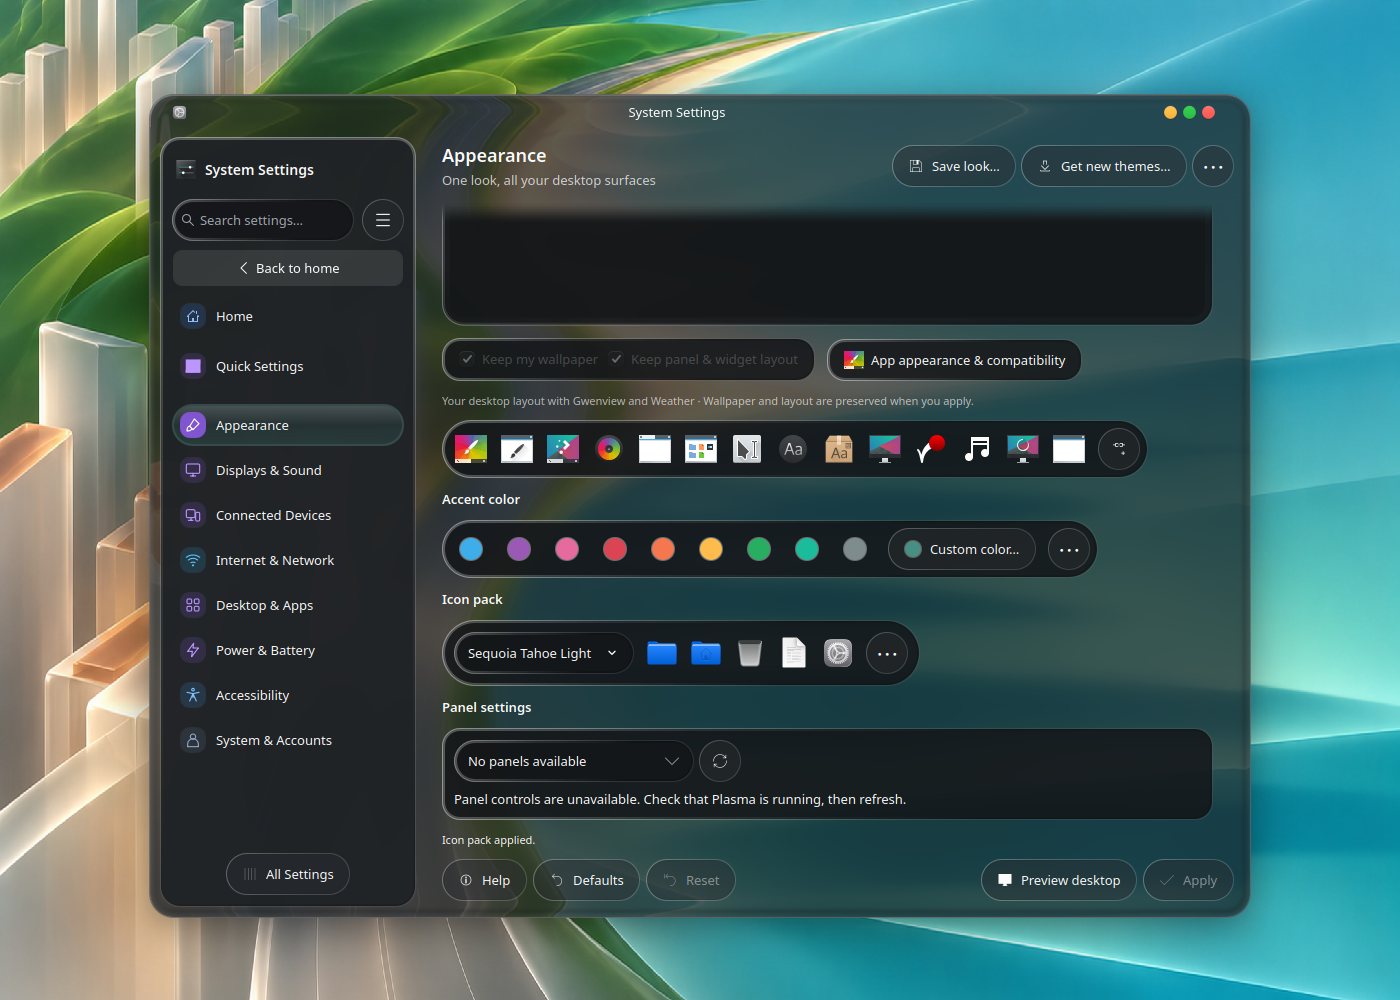 System Settings
System Settings
Search settings...
Back to home
Home
Quick Settings
Appearance
Displays & Sound
Connected Devices
Internet & Network
Desktop & Apps
Power & Battery
Accessibility
System & Accounts
All Settings
Appearance
One look, all your desktop surfaces
Save look...
Get new themes...
Keep my wallpaper
Keep panel & widget layout
App appearance & compatibility
Your desktop layout with Gwenview and Weather · Wallpaper and layout are preserved when you apply.
Aa
Aa
Accent color
Custom color...
Icon pack
Sequoia Tahoe Light
Panel settings
No panels available
Panel controls are unavailable. Check that Plasma is running, then refresh.
Icon pack applied.
Help
Defaults
Reset
Preview desktop
Apply